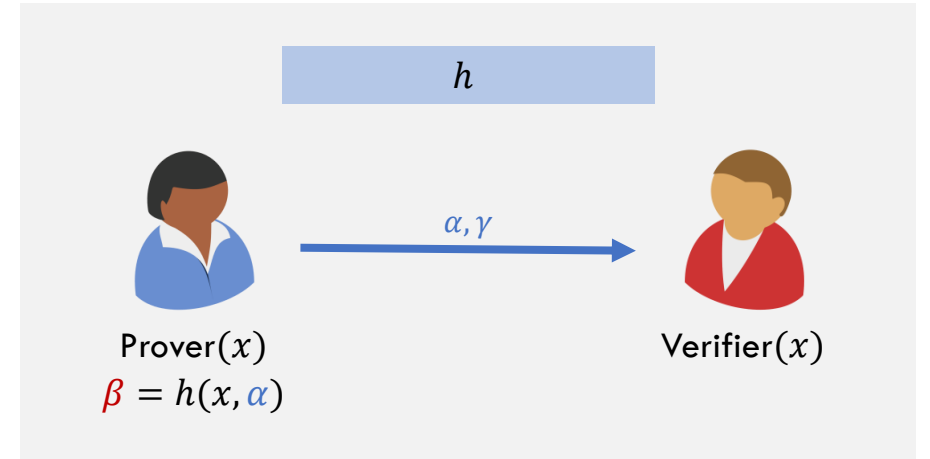 h
α, γ
Prover(x)
Verifier(x)
β = h(x, α)